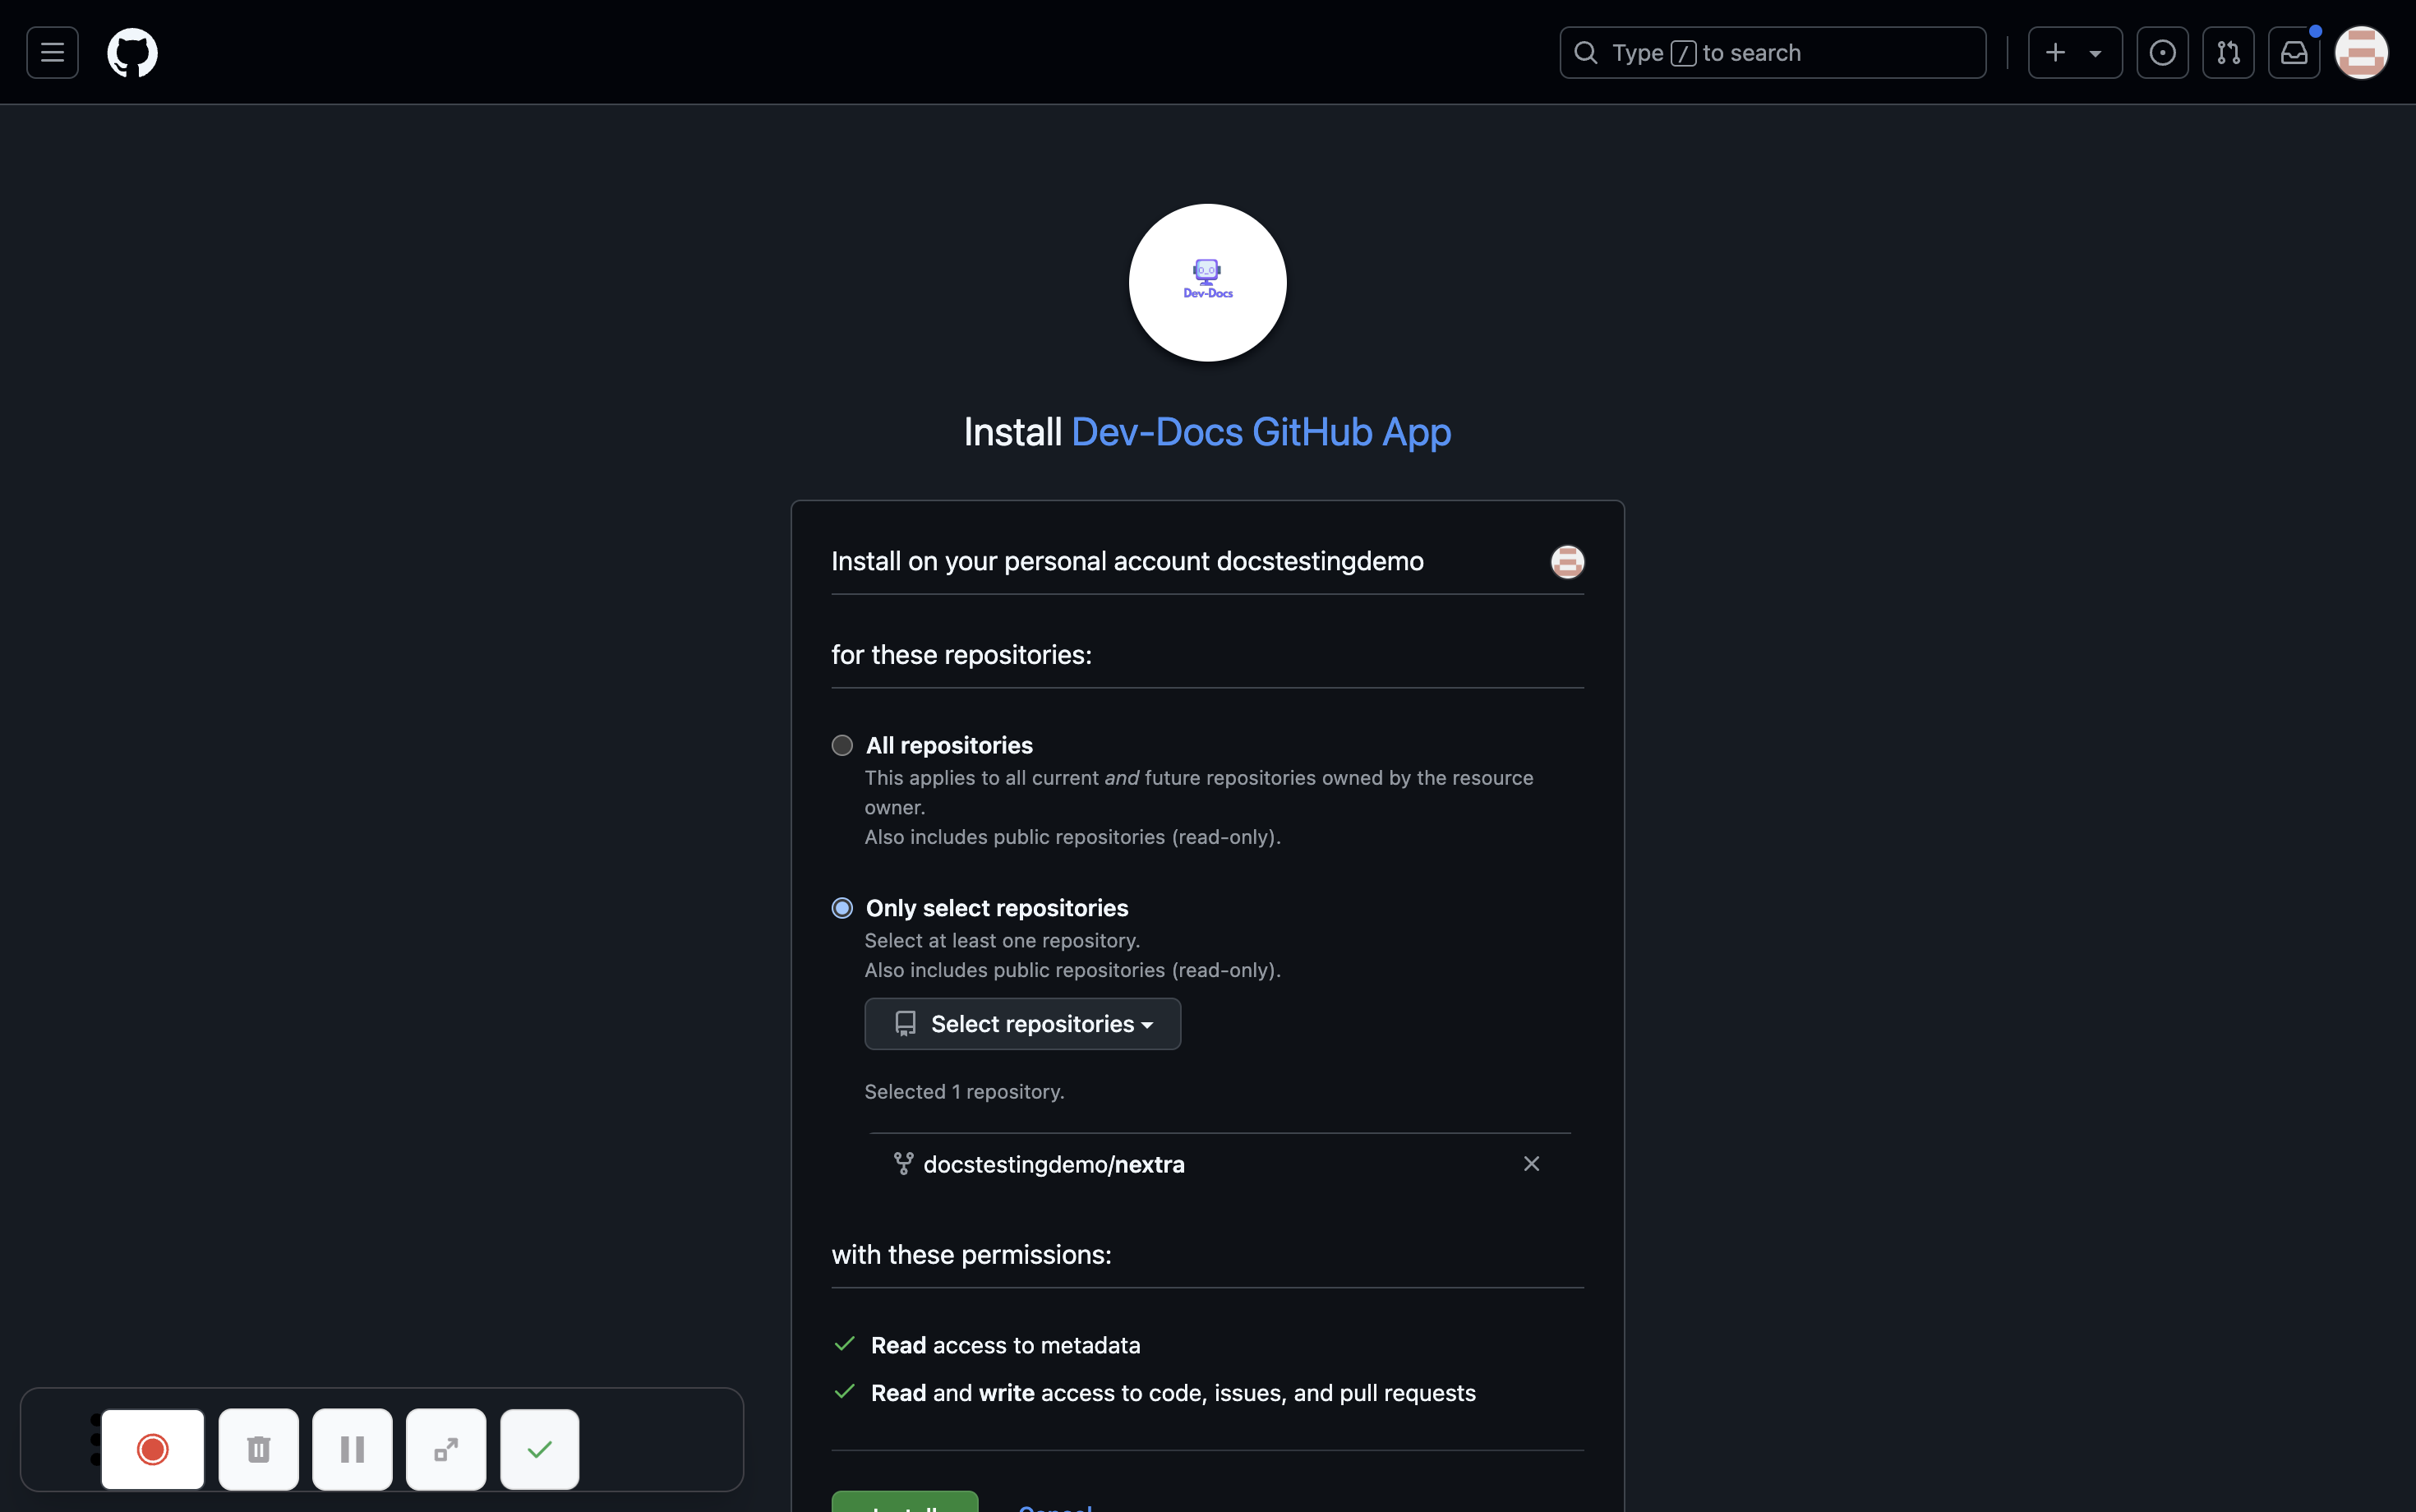 Type / to search
Dev-Docs
Install Dev-Docs GitHub App
Install on your personal account docstestingdemo
for these repositories:
All repositories
This applies to all current and future repositories owned by the resource
owner.
Also includes public repositories (read-only).
Only select repositories
Select at least one repository.
Also includes public repositories (read-only).
Select repositories
Selected 1 repository.
docstestingdemo/nextra
with these permissions:
Read access to metadata
Read and write access to code, issues, and pull requests
Install Cancel